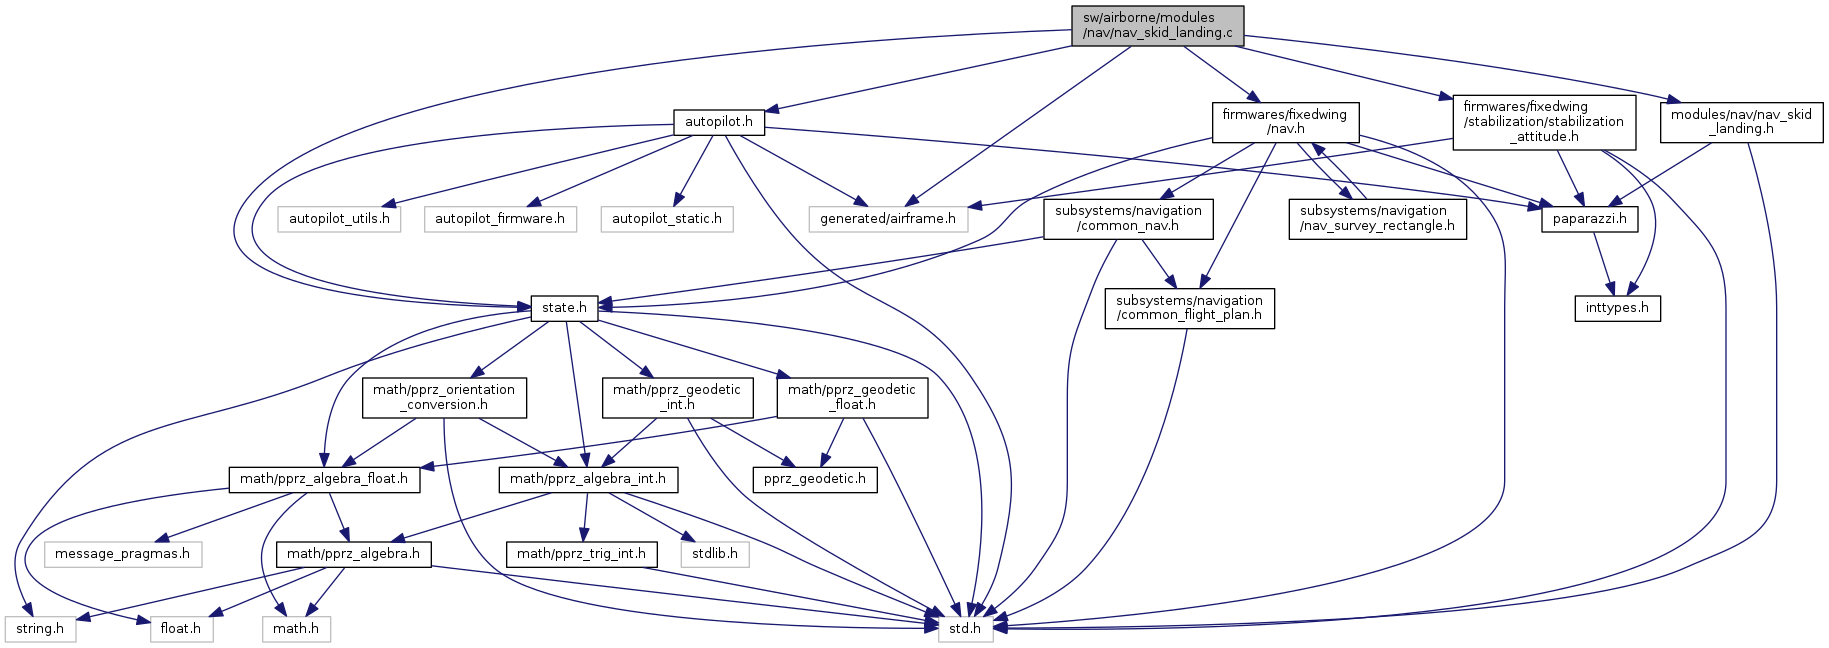 sw/airborne/modules
/nav/nav_skid_landing.c
autopilot.h
firmwares/fixedwing
/nav.h
firmwares/fixedwing
/stabilization/stabilization
_attitude.h
modules/nav/nav_skid
_landing.h
autopilot_utils.h
autopilot_firmware.h
autopilot_static.h
generated/airframe.h
subsystems/navigation
/common_nav.h
subsystems/navigation
/nav_survey_rectangle.h
paparazzi.h
state.h
subsystems/navigation
/common_flight_plan.h
inttypes.h
math/pprz_orientation
_conversion.h
math/pprz_geodetic
_int.h
math/pprz_geodetic
_float.h
math/pprz_algebra_float.h
math/pprz_algebra_int.h
pprz_geodetic.h
message_pragmas.h
math/pprz_algebra.h
math/pprz_trig_int.h
stdlib.h
string.h
float.h
math.h
std.h